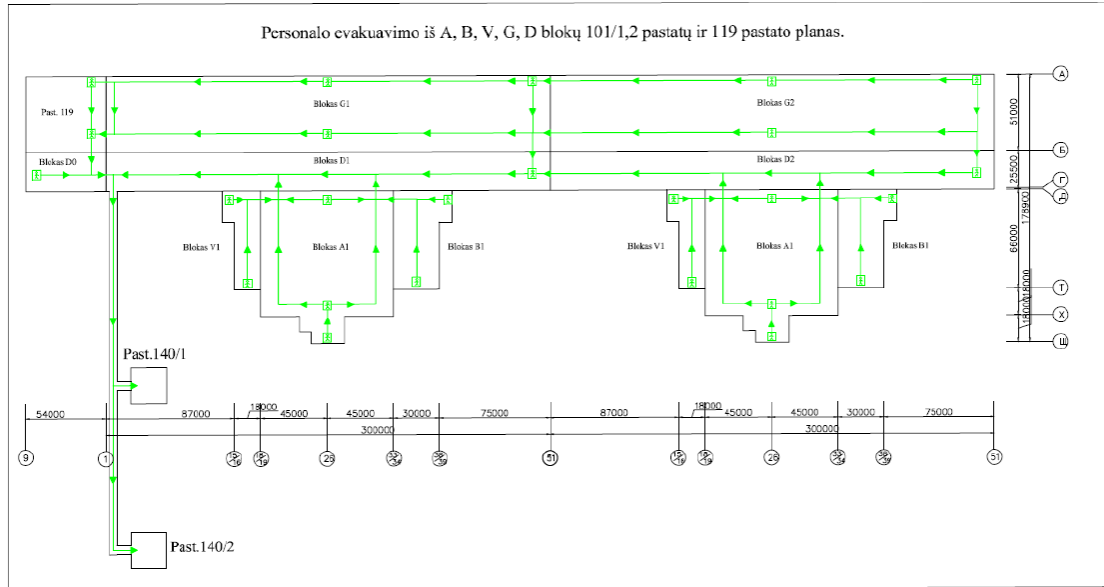 Personalo evakuavimo iš A, B, V, G, D blokų 101/1,2 pastatų ir 119 pastato planas.
А
Past. 119
Blokas G1
Blokas G2
51000
Б
Blokas D0
Blokas D1
Blokas D2
25500
Г
Д
178900
Blokas V1
Blokas A1
Blokas B1
Blokas V1
Blokas A1
Blokas B1
66000
Т
18000
Х
18000
Щ
Past.140/1
54000
87000
18000
45000
45000
30000
75000
87000
18000
45000
45000
30000
75000
300000
300000
9
1
26
51
26
51
Past.140/2